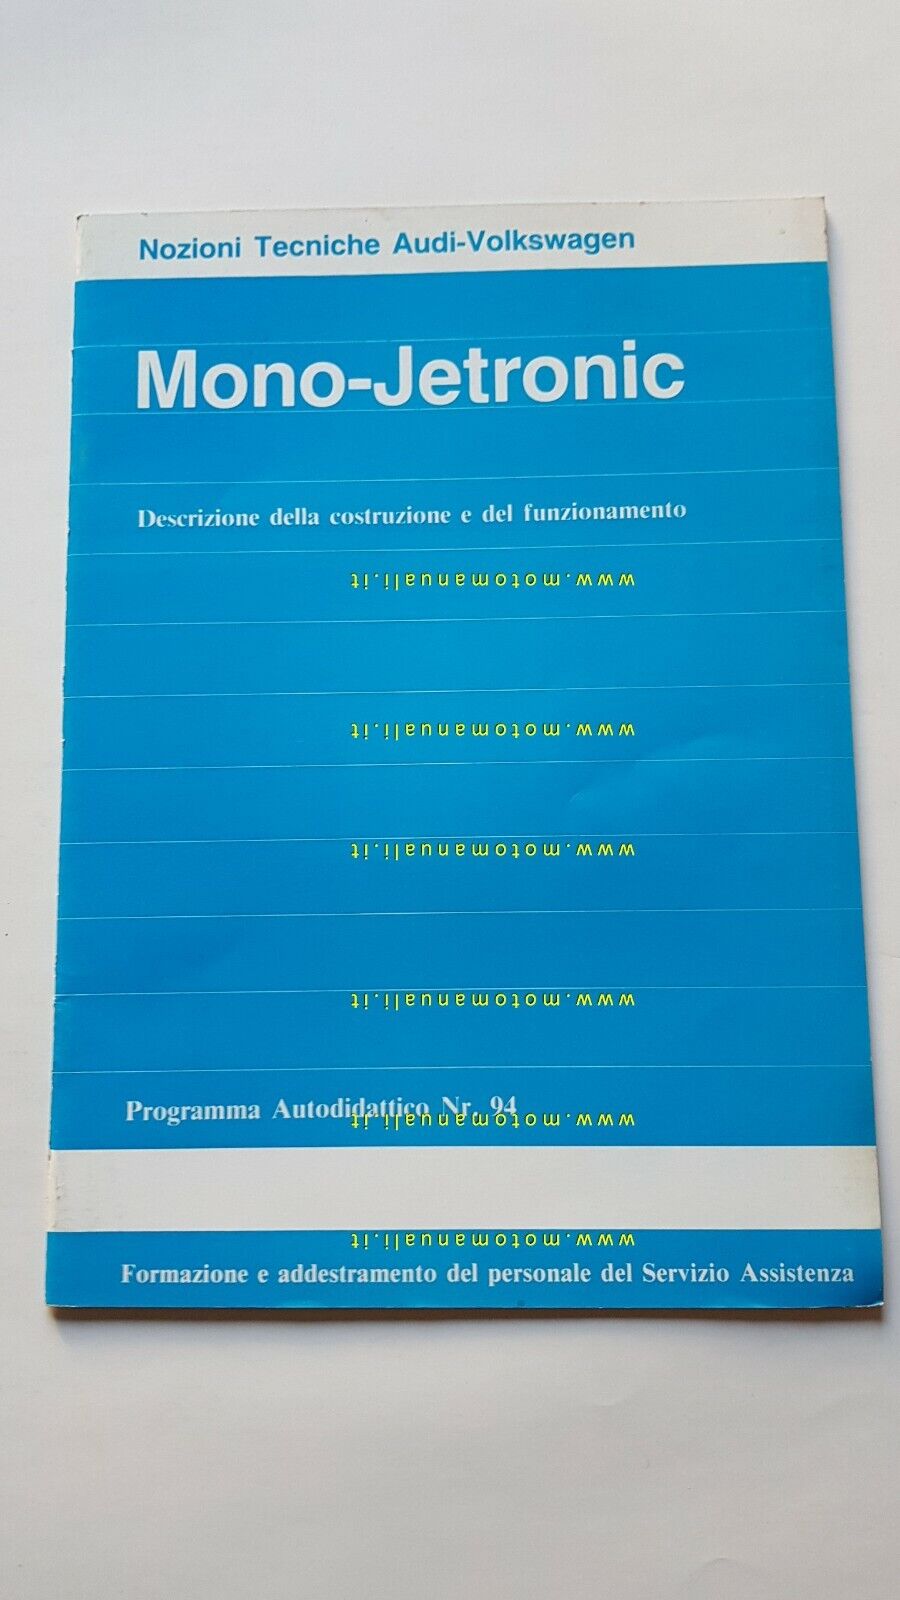 Nozioni Tecniche Audi-Volkswagen
Mono-Jetronic
Descrizione della costruzione e del funzionamento
www.motomanuali.it
www.motomanuali.it
www.motomanuali.it
www.motomanuali.it
Programma Autodidattico Nr. 94
www.motomanuali.it
www.motomanuali.it
Formazione e addestramento del personale del Servizio Assistenza